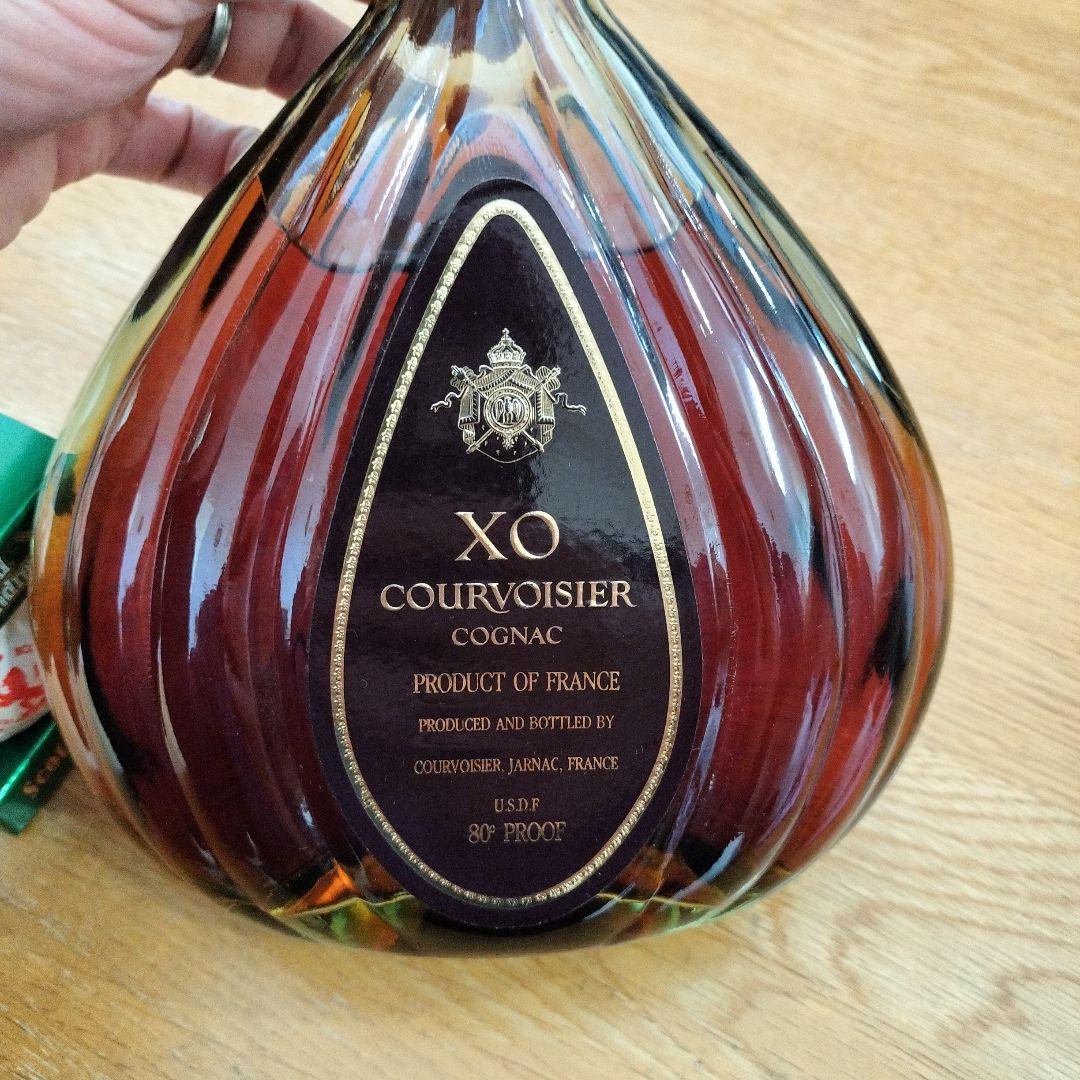 XO
COURVOISIER
COGNAC
PRODUCT OF FRANCE
PRODUCED AND BOTTLED BY
COURVOISIER, JARNAC, FRANCE
U.S.D.F
80° PROOF